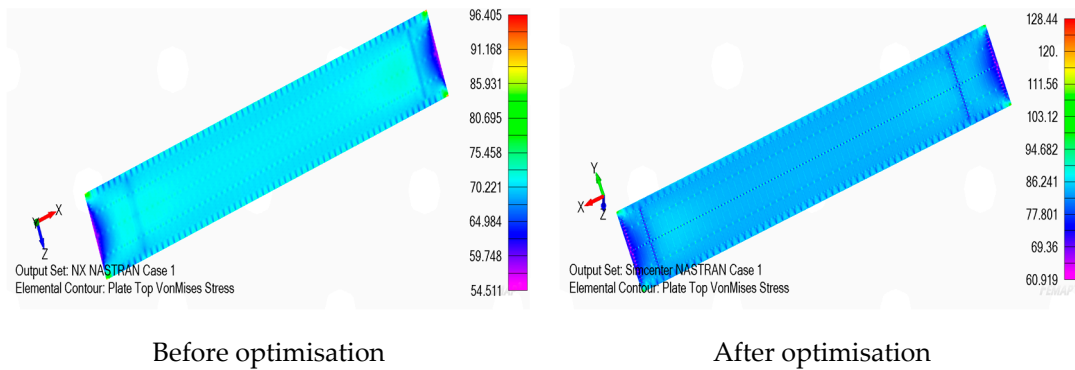 96.405
91.168
85.931
80.695
75.458
70.221
64.984
59.748
54.511
X
Y
Z
Output Set: NX NASTRAN Case 1
Elemental Contour: Plate Top VonMises Stress
128.44
120.
111.56
103.12
94.682
86.241
77.801
69.36
60.919
Y
X
Z
Output Set: Simcenter NASTRAN Case 1
Elemental Contour: Plate Top VonMises Stress
FEMAP
Before optimisation
After optimisation